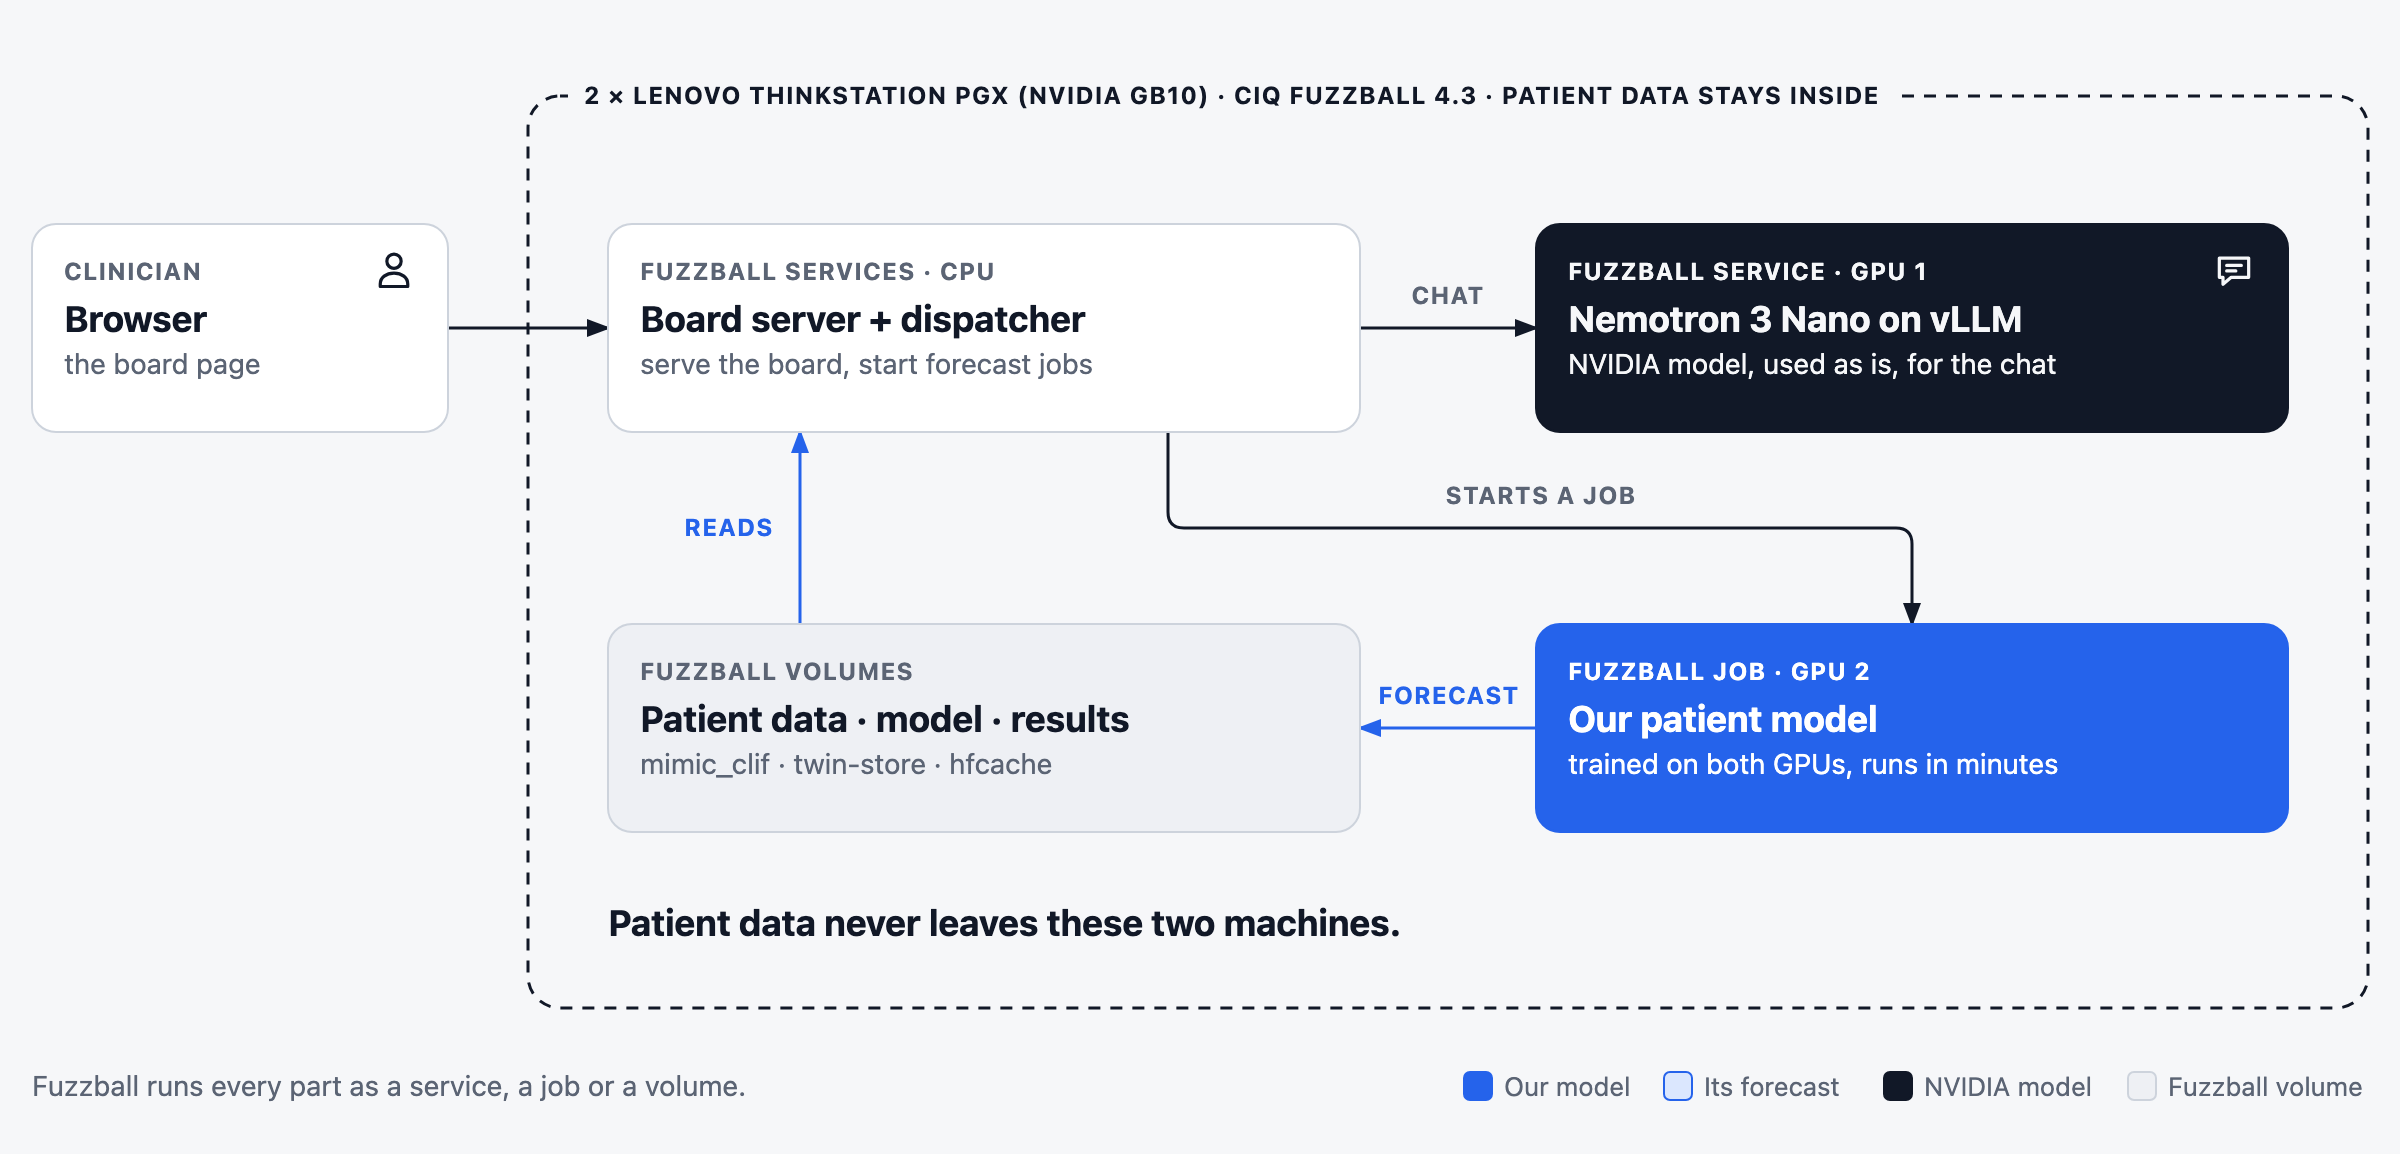 2 × LENOVO THINKSTATION PGX (NVIDIA GB10) · CIQ FUZZBALL 4.3 · PATIENT DATA STAYS INSIDE
CLINICIAN
Browser
the board page
FUZZBALL SERVICES · CPU
Board server + dispatcher
serve the board, start forecast jobs
CHAT
FUZZBALL SERVICE · GPU 1
Nemotron 3 Nano on vLLM
NVIDIA model, used as is, for the chat
READS
STARTS A JOB
FUZZBALL VOLUMES
Patient data · model · results
mimic_clif · twin-store · hfcache
FORECAST
FUZZBALL JOB · GPU 2
Our patient model
trained on both GPUs, runs in minutes
Patient data never leaves these two machines.
Fuzzball runs every part as a service, a job or a volume.
Our model
Its forecast
NVIDIA model
Fuzzball volume